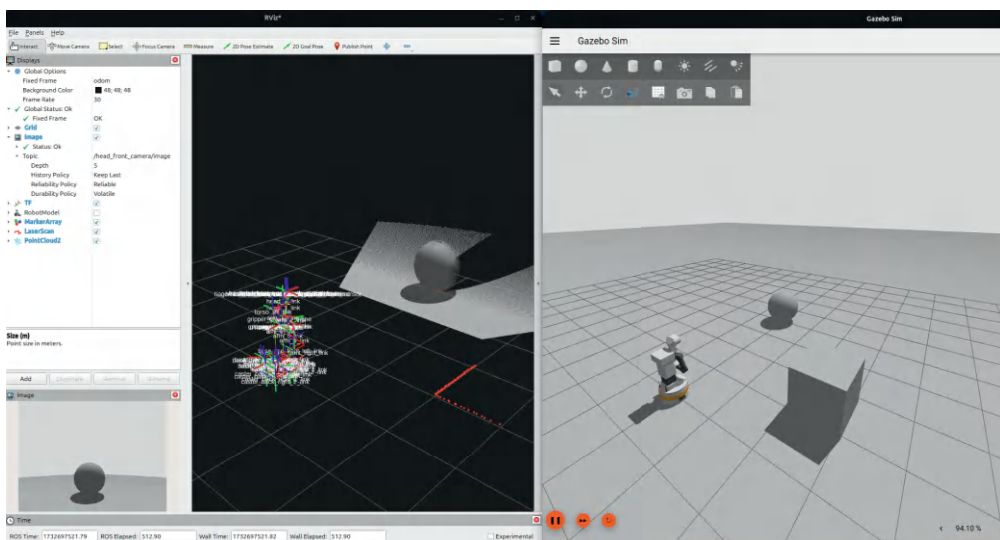 RViz*
File Panels Help
Interact Move Camera Select Focus Camera Measure 2D Pose Estimate 2D Goal Pose Publish Point
Displays
Global Options
Fixed Frame odom
Background Color 48; 48; 48
Frame Rate 30
Global Status: Ok
Fixed Frame OK
Grid
Image
Status: Ok
Topic /head_front_camera/image
Depth 5
History Policy Keep Last
Reliability Policy Reliable
Durability Policy Volatile
TF
RobotModel
MarkerArray
LaserScan
PointCloud2
Size (m)
Point size in meters.
Add Duplicate Remove Rename
Image
Time
ROS Time: 1732697521.79 ROS Elapsed: 512.90 Wall Time: 1732697521.82 Wall Elapsed: 512.90 Experimental
Gazebo Sim
Gazebo Sim
94.10 %